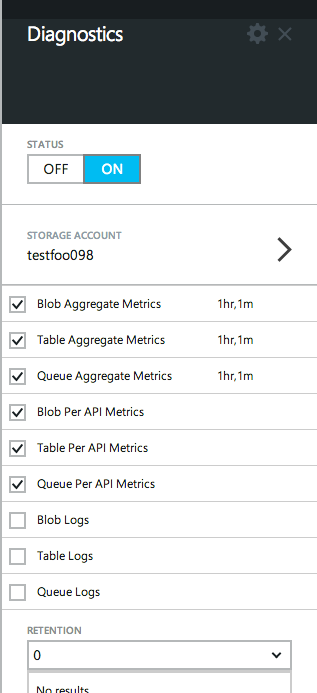 Diagnostics
STATUS
OFF ON
STORAGE ACCOUNT
testfoo098
Blob Aggregate Metrics 1hr,1m
Table Aggregate Metrics 1hr,1m
Queue Aggregate Metrics 1hr,1m
Blob Per API Metrics
Table Per API Metrics
Queue Per API Metrics
Blob Logs
Table Logs
Queue Logs
RETENTION
0
No results